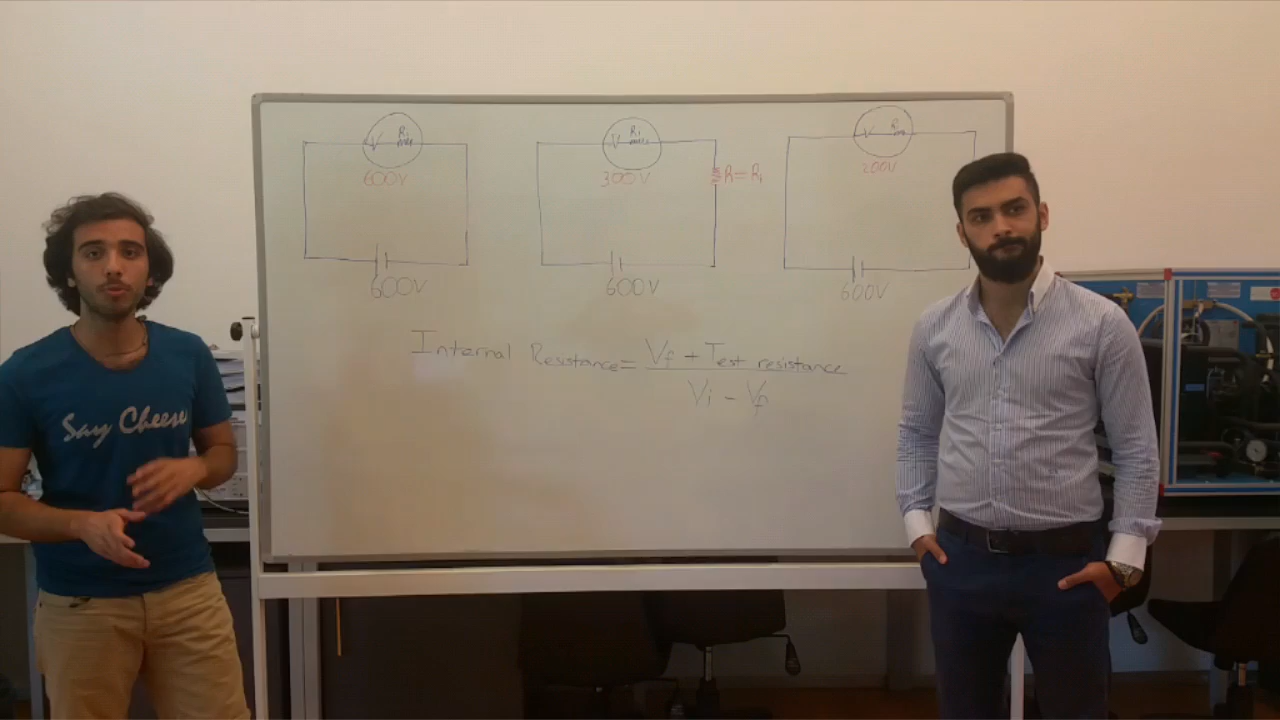 V Ri
600V
600V
V Ri
300V
R=Ri
600V
V Ri
200V
600V
Internal Resistance= Vf + Test resistance
Vi - Vf
Say Cheese